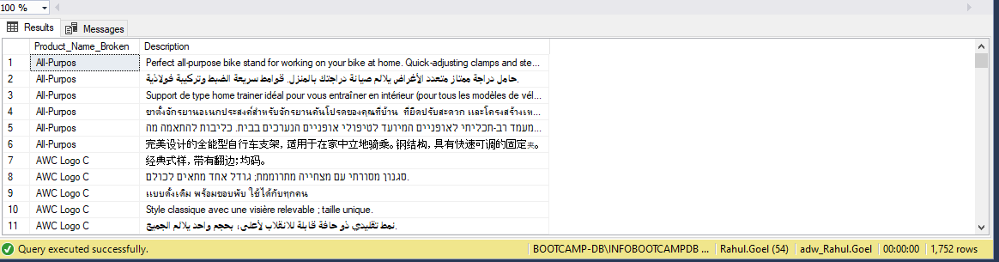 100 %
Results Messages
Product_Name_Broken Description
1 All-Purpos Perfect all-purpose bike stand for working on your bike at home. Quick-adjusting clamps and ste...
2 All-Purpos حامل دراجة ممتاز متعدد الأغراض يلائم صيانة دراجتك بالمنزل. قوامط سريعة الضبط وتركيبة فولاذية.
3 All-Purpos Support de type home trainer idéal pour vous entraîner en intérieur (pour tous les modèles de vél...
4 All-Purpos ขาตั้งจักรยานอเนกประสงค์สำหรับจักรยานคันโปรดของคุณที่บ้าน ที่ยึดปรับสะดวก และโครงสร้างเห...
5 All-Purpos מעמד רב-תכליתי לאופניים המיועד לטיפולי אופניים הנערכים בבית. כליבות להתאמה מה...
6 All-Purpos 完美设计的全能型自行车支架，适用于在家中立地骑乘。钢结构，具有快速可调的固定夹。
7 AWC Logo C 经典式样，带有翻边；均码。
8 AWC Logo C סגנון מסורתי עם מצחייה מתרוממת; גודל אחד מתאים לכולם.
9 AWC Logo C แบบดั้งเดิม พร้อมขอบพับ ใช้ได้กับทุกคน
10 AWC Logo C Style classique avec une visière relevable ; taille unique.
11 AWC Logo C نمط تقليدي ذو حافة قابلة للانقلاب لأعلى، بحجم واحد يلائم الجميع.
Query executed successfully. BOOTCAMP-DB\INFOBOOTCAMPDB ... Rahul.Goel (54) adw_Rahul.Goel 00:00:00 1,752 rows